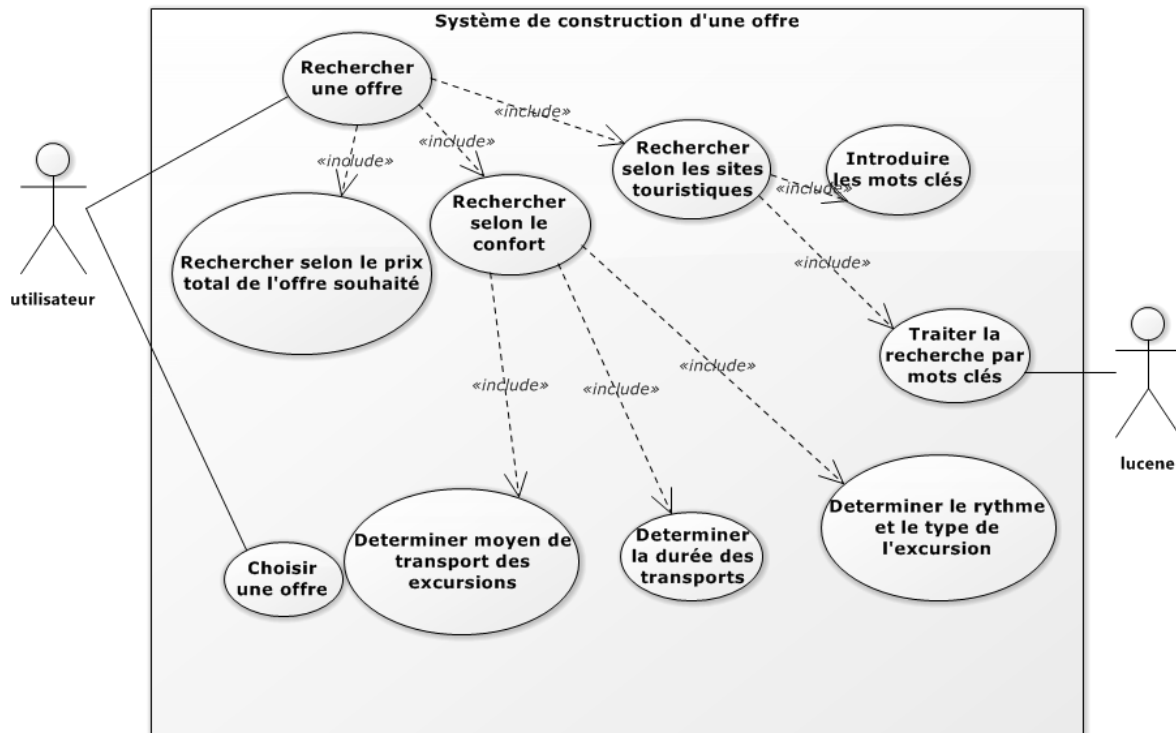 Système de construction d'une offre
Rechercher
une offre
«include»
«include»
«include»
Rechercher
selon les sites
touristiques
Introduire
les mots clés
«include»
Rechercher
selon le
confort
Rechercher selon le prix
total de l'offre souhaité
utilisateur
«include»
Traiter la
recherche par
mots clés
«include»
«include»
«include»
lucene
Determiner moyen de
transport des
excursions
Determiner
la durée des
transports
Determiner le rythme
et le type de
l'excursion
Choisir
une offre